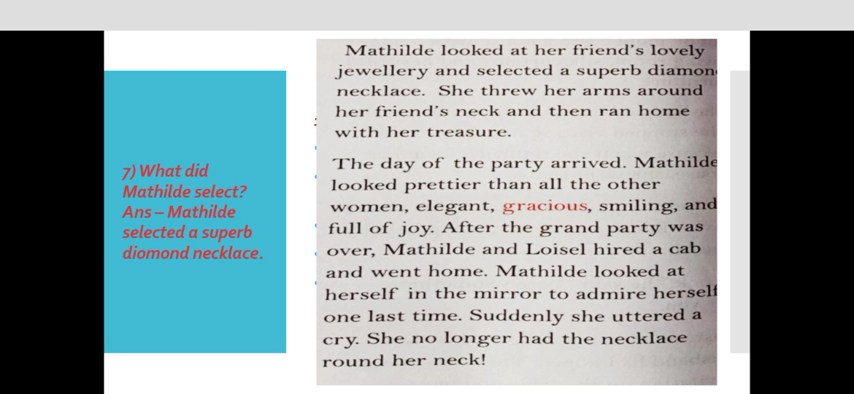 7) What did
Mathilde select?
Ans – Mathilde
selected a superb
diomond necklace.
Mathilde looked at her friend's lovely
jewellery and selected a superb diamon
necklace. She threw her arms around
her friend's neck and then ran home
with her treasure.
The day of the party arrived. Mathilde
looked prettier than all the other
women, elegant, gracious, smiling, and
full of joy. After the grand party was
over, Mathilde and Loisel hired a cab
and went home. Mathilde looked at
herself in the mirror to admire herself
one last time. Suddenly she uttered a
cry. She no longer had the necklace
round her neck!